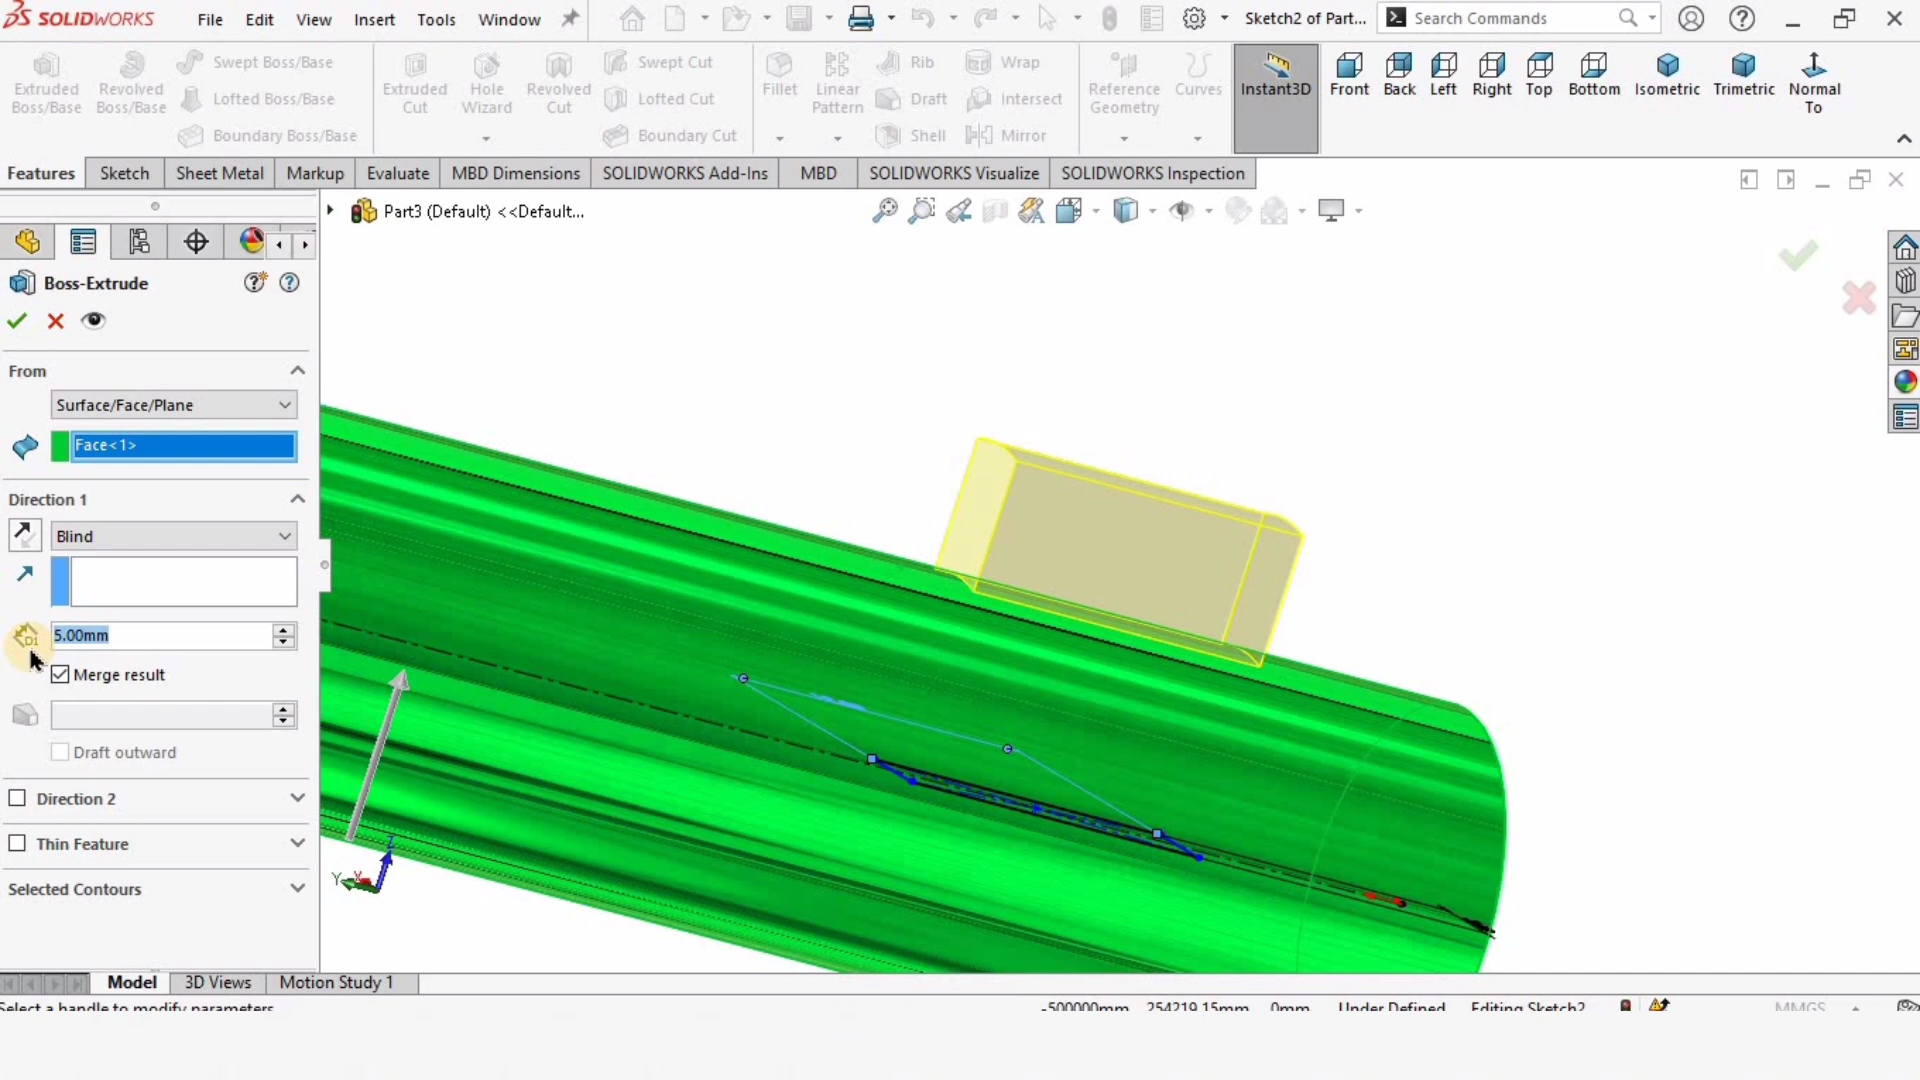 SOLIDWORKS File Edit View Insert Tools Window Sketch2 of Part... Search Commands
Extruded Boss/Base
Revolved Boss/Base
Swept Boss/Base
Lofted Boss/Base
Boundary Boss/Base
Extruded Cut
Hole Wizard
Revolved Cut
Swept Cut
Lofted Cut
Boundary Cut
Fillet
Linear Pattern
Rib
Draft
Shell
Wrap
Intersect
Mirror
Reference Geometry
Curves
Instant3D
Front Back Left Right Top Bottom Isometric Trimetric Normal To
Features Sketch Sheet Metal Markup Evaluate MBD Dimensions SOLIDWORKS Add-Ins MBD SOLIDWORKS Visualize SOLIDWORKS Inspection
Part3 (Default) <<Default...
Boss-Extrude
From
Surface/Face/Plane
Face<1>
Direction 1
Blind
D1
5.00mm
Merge result
Draft outward
Direction 2
Thin Feature
Selected Contours
Y X Z
Model 3D Views Motion Study 1
Select a handle to modify parameters
-500000mm 254219.15mm 0mm Under Defined Editing Sketch2 MMGS